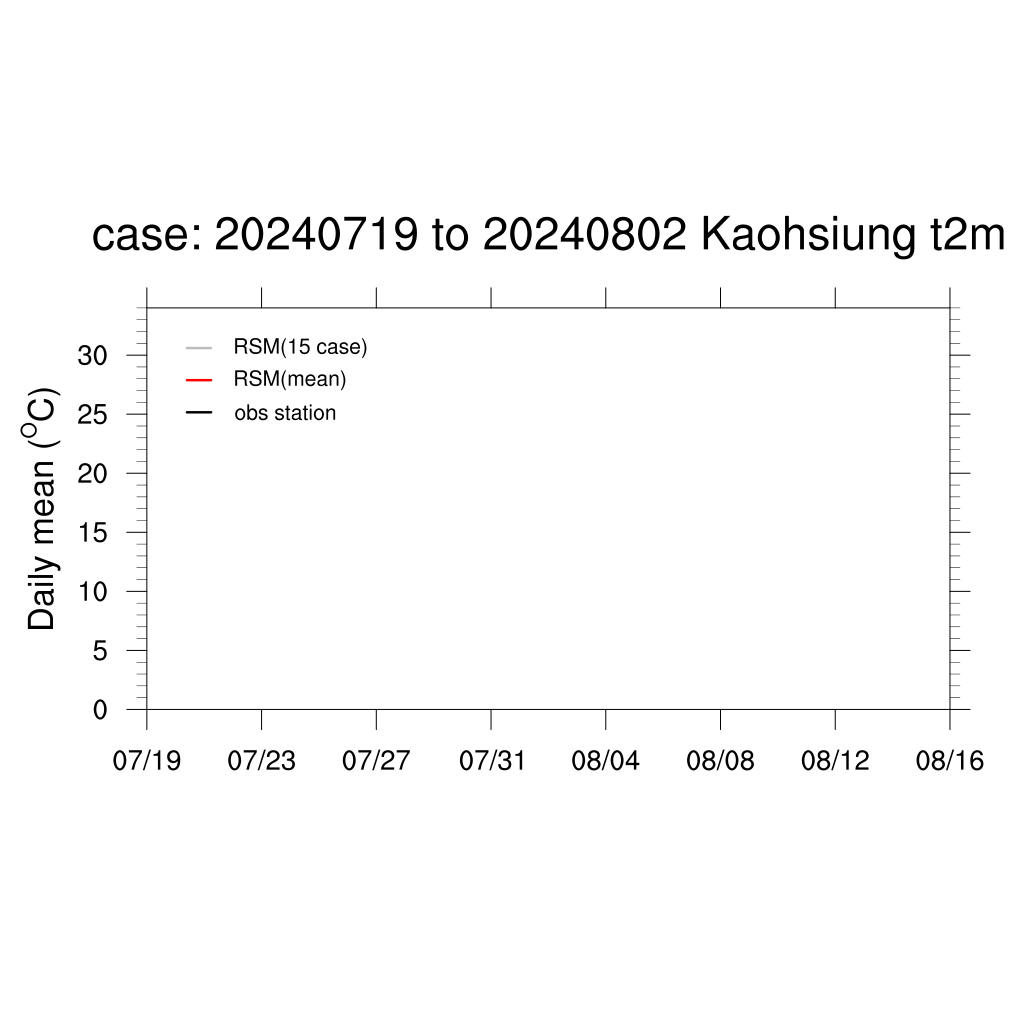 case: 20240719 to 20240802 Kaohsiung t2m
RSM(15 case)
RSM(mean)
obs station
Daily mean (°C)
30
25
20
15
10
5
0
07/19 07/23 07/27 07/31 08/04 08/08 08/12 08/16